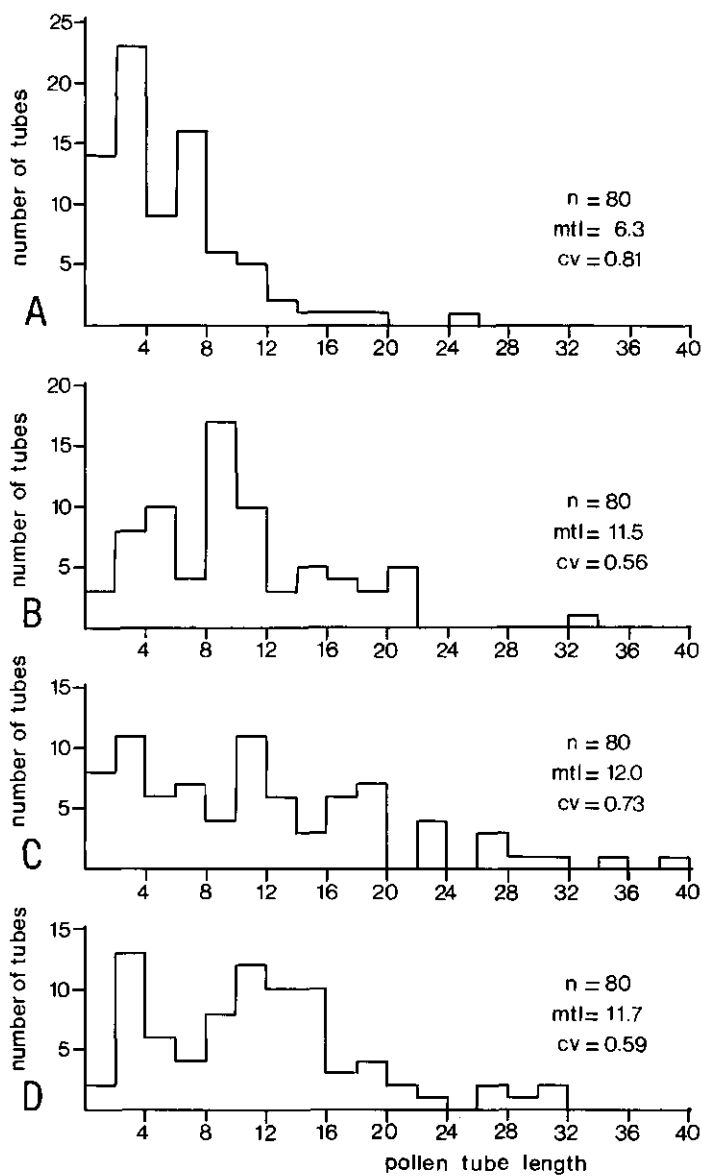 number of tubes
25
20
15
10
5
n = 80
mtl = 6.3
cv = 0.81
A
4 8 12 16 20 24 28 32 36 40
number of tubes
20
15
10
5
n = 80
mtl = 11.5
cv = 0.56
B
4 8 12 16 20 24 28 32 36 40
number of tubes
15
10
5
n = 80
mtl = 12.0
cv = 0.73
C
4 8 12 16 20 24 28 32 36 40
number of tubes
15
10
5
n = 80
mtl = 11.7
cv = 0.59
D
4 8 12 16 20 24 28 32 36 40
pollen tube length